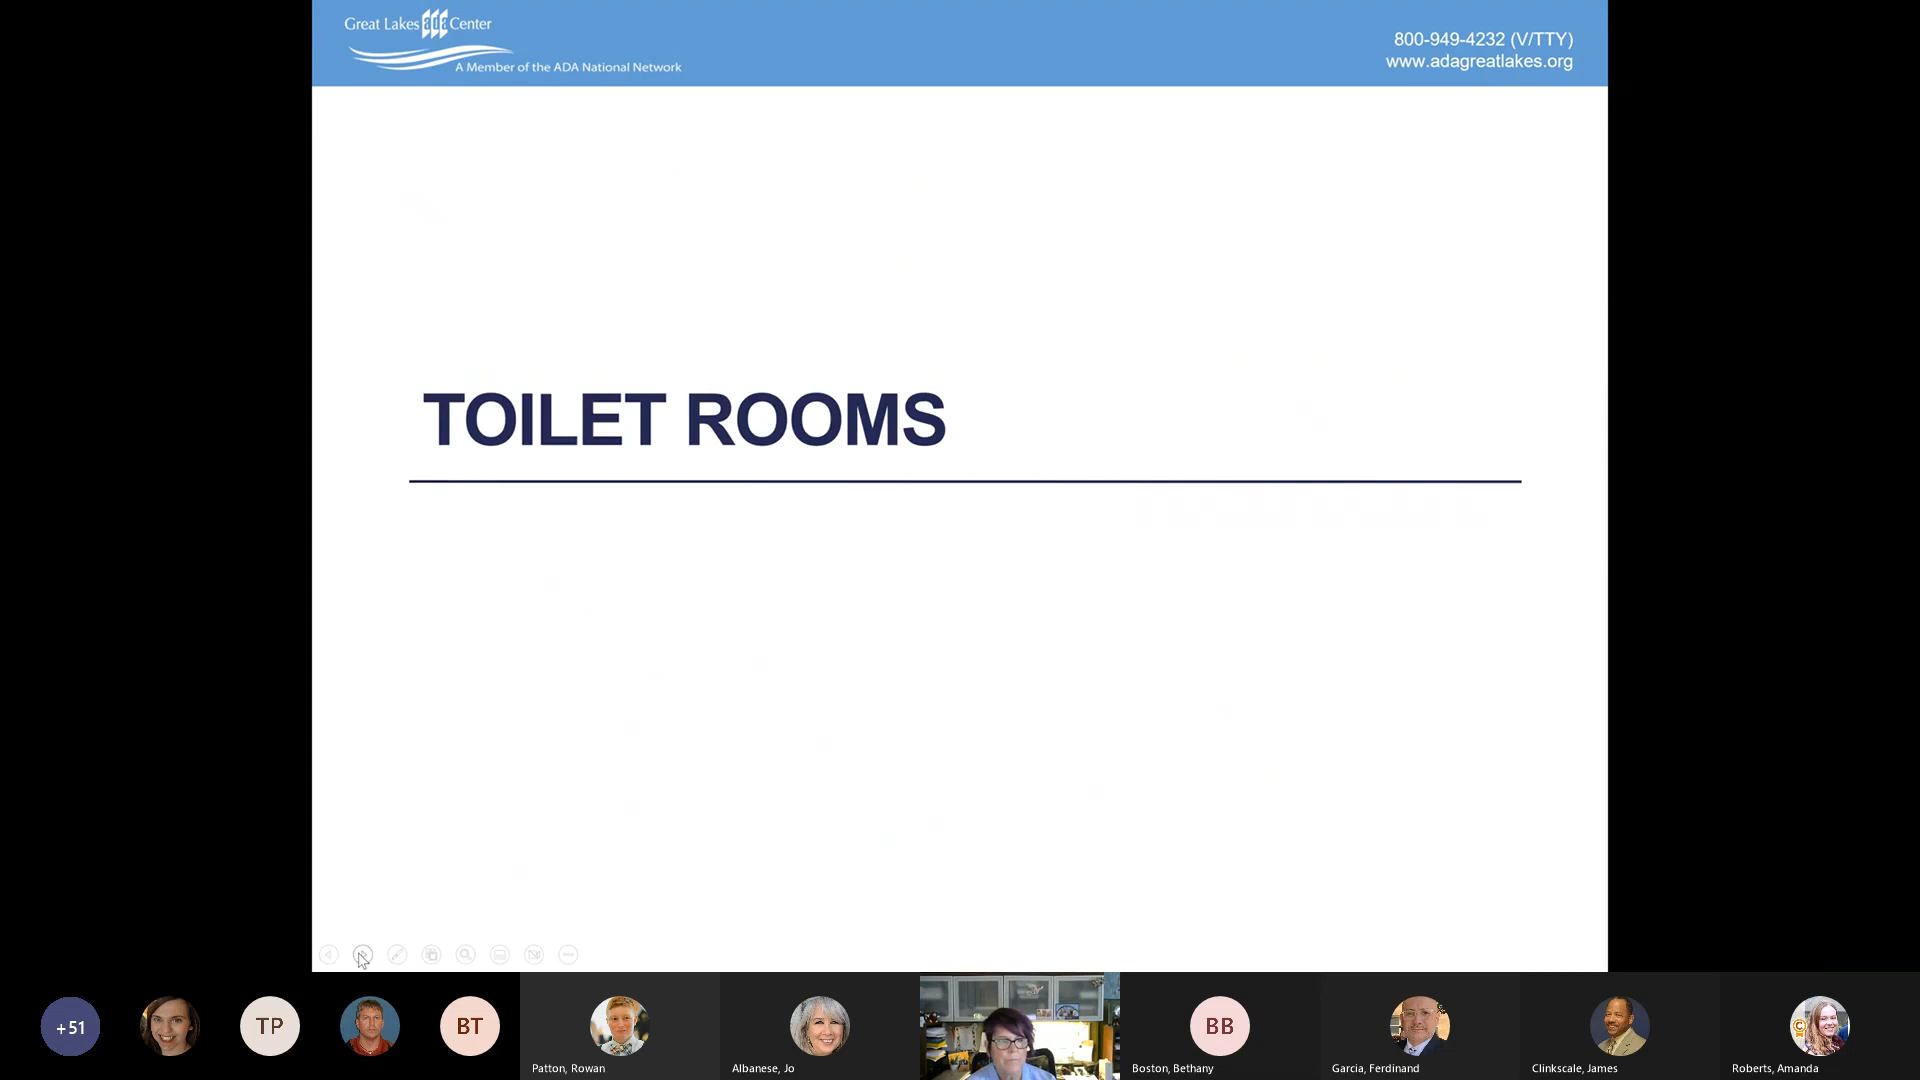 Great Lakes ada Center
A Member of the ADA National Network
800-949-4232 (V/TTY)
www.adagreatlakes.org
TOILET ROOMS
+51
TP
BT
BB
Patton, Rowan
Albanese, Jo
Boston, Bethany
Garcia, Ferdinand
Clinkscale, James
Roberts, Amanda